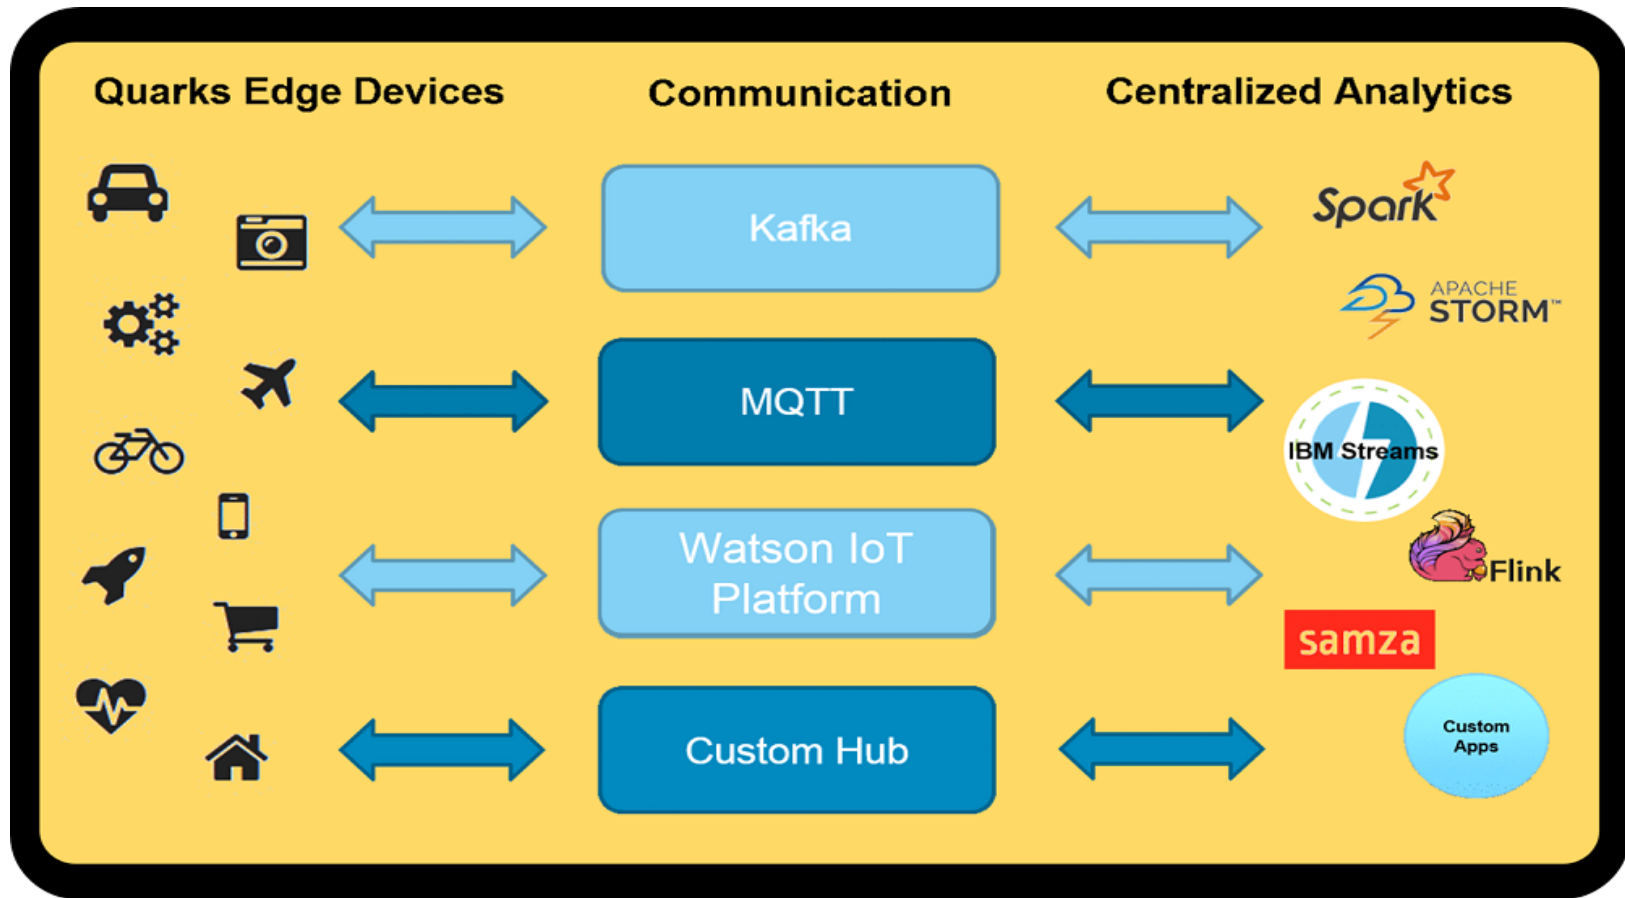 Quarks Edge Devices
Communication
Centralized Analytics
Kafka
MQTT
Watson IoT
Platform
Custom Hub
Spark
APACHE
STORM™
IBM Streams
Flink
samza
Custom
Apps